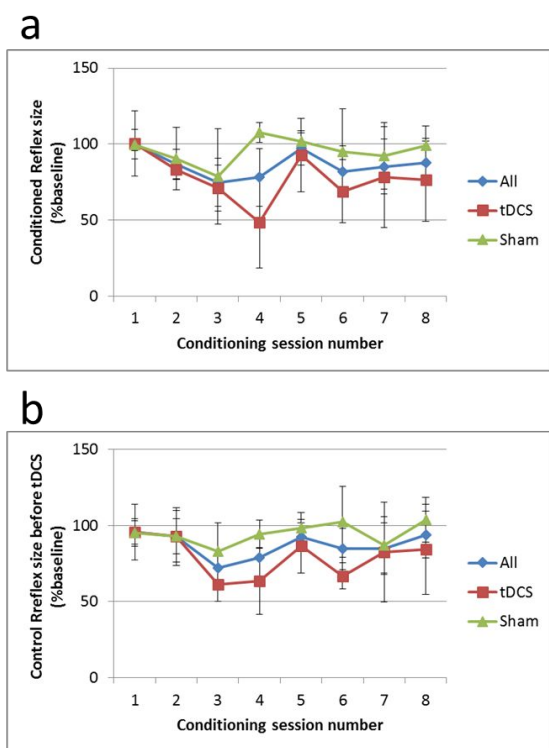 a
150
100
50
0
Conditioned Reflex size
(%baseline)
1 2 3 4 5 6 7 8
Conditioning session number
All
tDCS
Sham
b
150
100
50
0
Control Rreflex size before tDCS
(%baseline)
1 2 3 4 5 6 7 8
Conditioning session number
All
tDCS
Sham